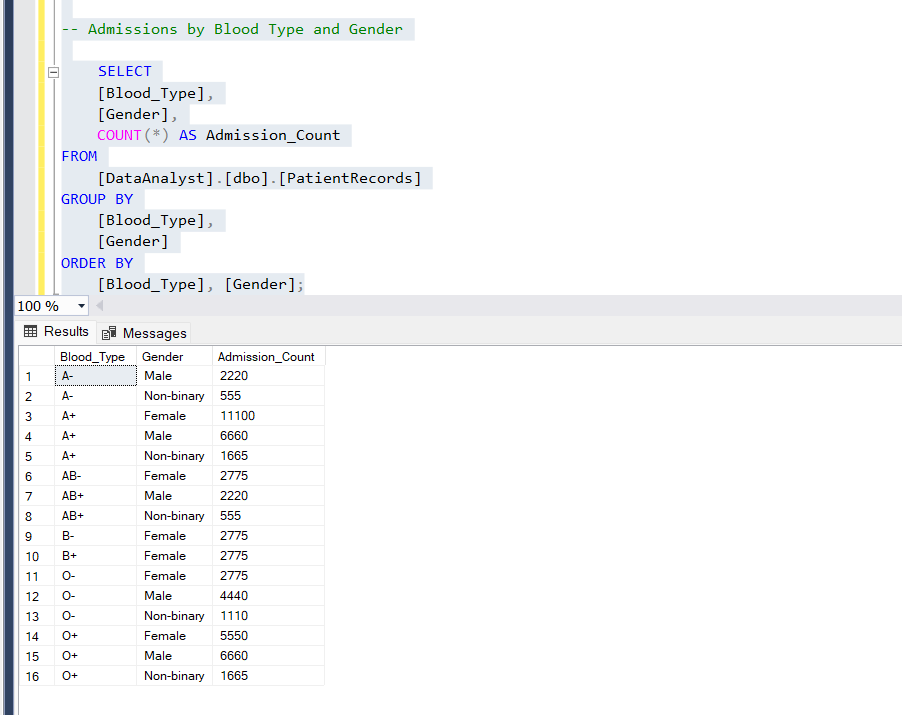 -- Admissions by Blood Type and Gender
SELECT
[Blood_Type],
[Gender],
COUNT(*) AS Admission_Count
FROM
[DataAnalyst].[dbo].[PatientRecords]
GROUP BY
[Blood_Type],
[Gender]
ORDER BY
[Blood_Type], [Gender];
100 %
Results Messages
Blood_Type Gender Admission_Count
1 A- Male 2220
2 A- Non-binary 555
3 A+ Female 11100
4 A+ Male 6660
5 A+ Non-binary 1665
6 AB- Female 2775
7 AB+ Male 2220
8 AB+ Non-binary 555
9 B- Female 2775
10 B+ Female 2775
11 O- Female 2775
12 O- Male 4440
13 O- Non-binary 1110
14 O+ Female 5550
15 O+ Male 6660
16 O+ Non-binary 1665